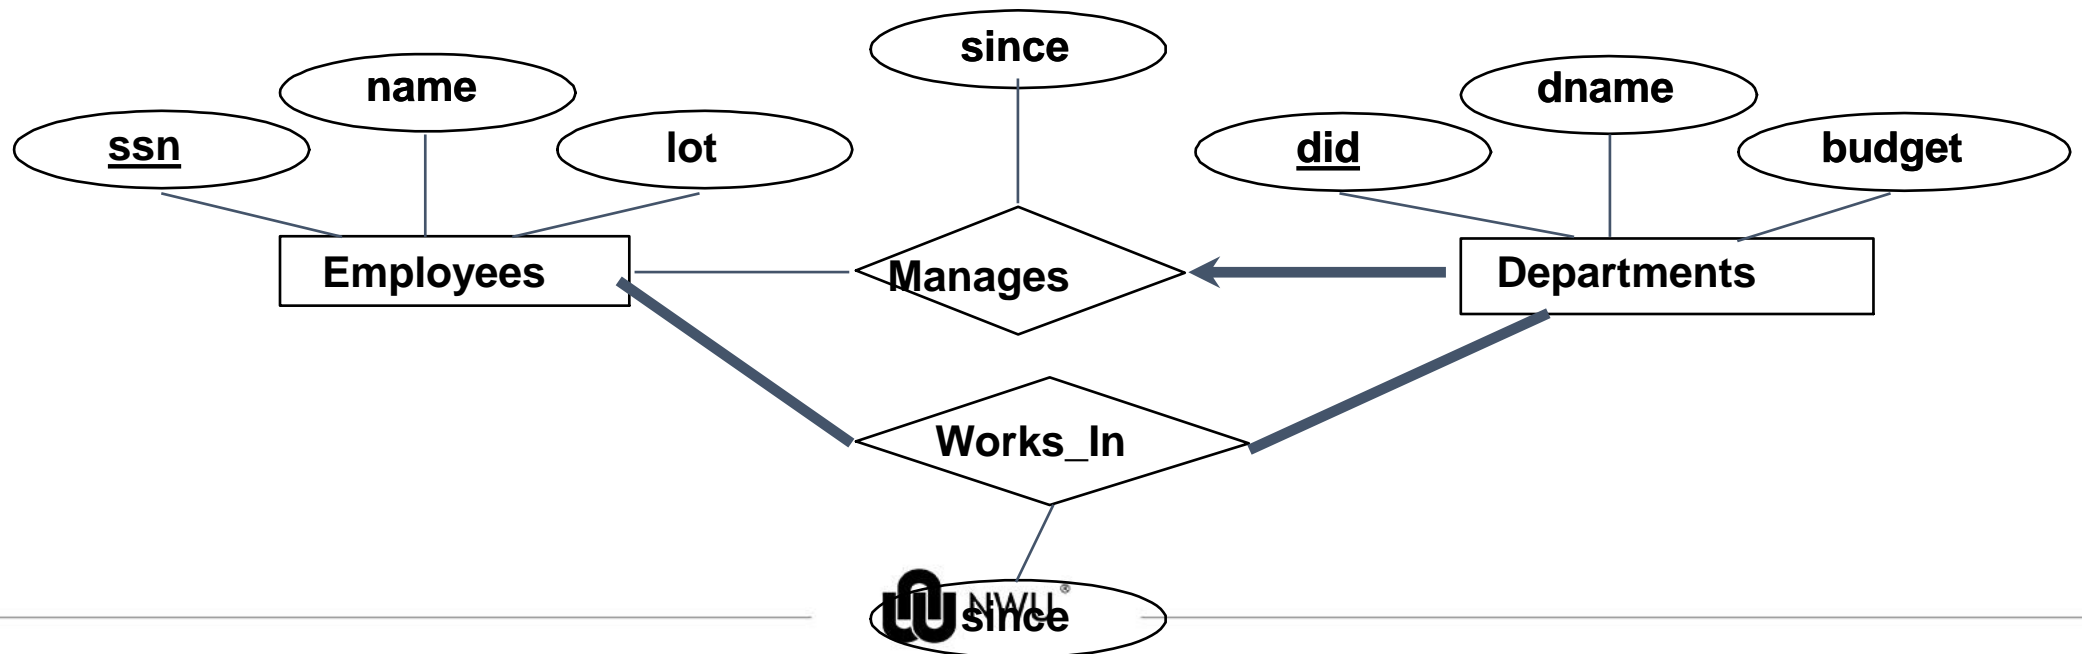 since
name
dname
ssn
lot
did
budget
Employees
Manages
Departments
Works_In
NWU®
since